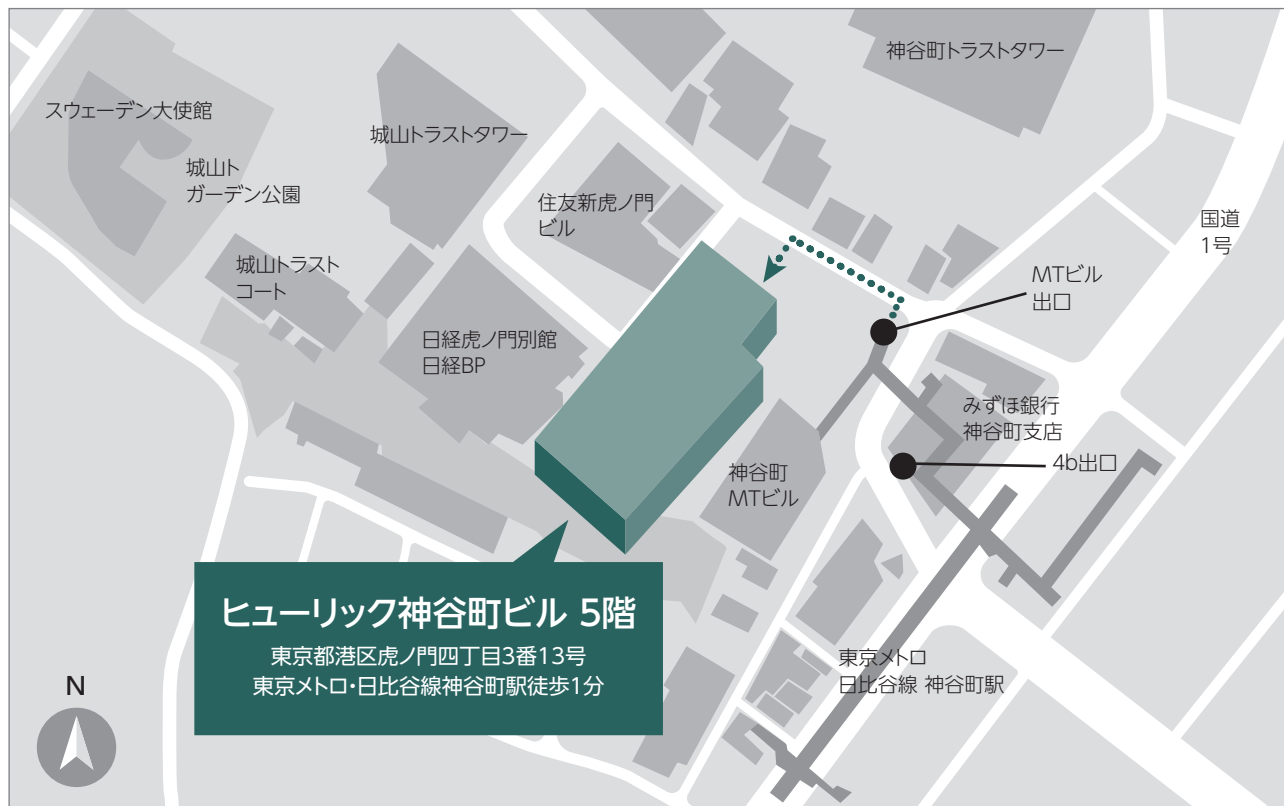 神谷町トラストタワー
スウェーデン大使館
城山トラストタワー
城山ト
ガーデン公園
住友新虎ノ門
ビル
国道
1号
城山トラスト
コート
MTビル
出口
日経虎ノ門別館
日経BP
みずほ銀行
神谷町支店
4b出口
神谷町
MTビル
ヒューリック神谷町ビル 5階
東京都港区虎ノ門四丁目3番13号
東京メトロ・日比谷線神谷町駅徒歩1分
東京メトロ
日比谷線 神谷町駅
N